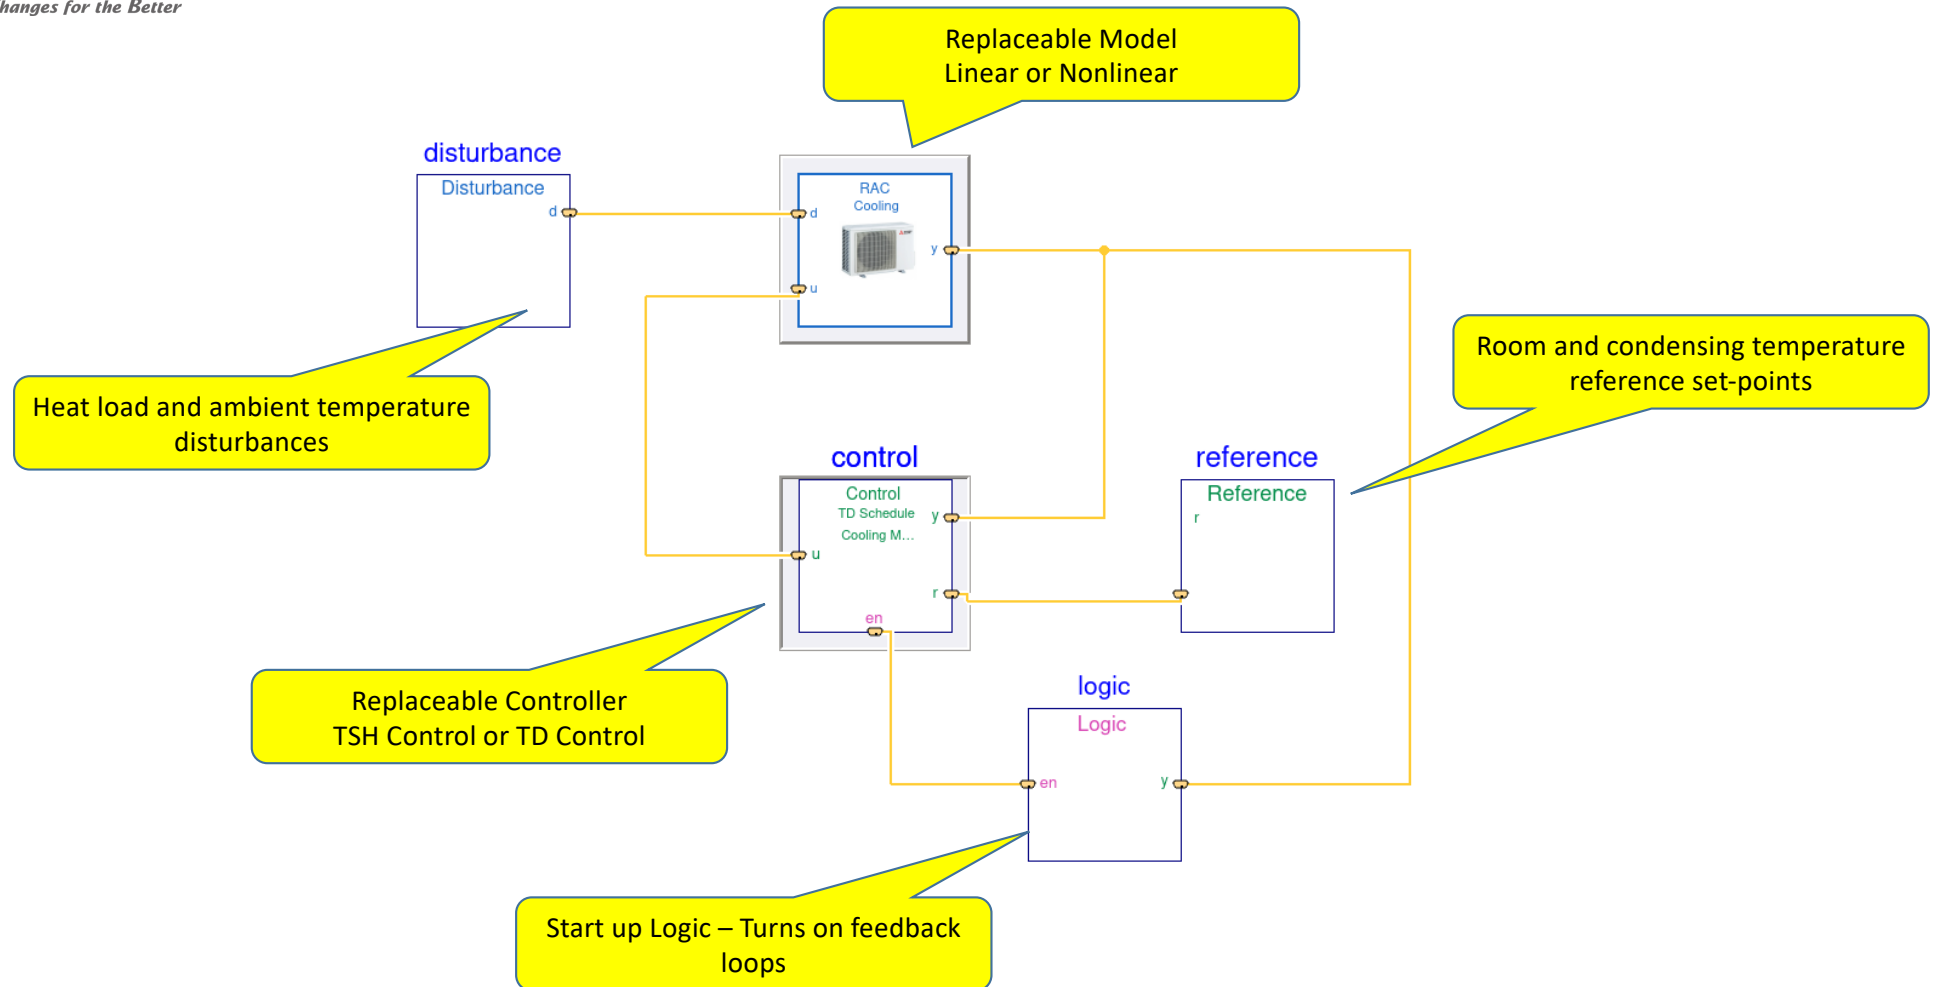 hanges for the Better
Replaceable Model
Linear or Nonlinear
disturbance
Disturbance
d
RAC
Cooling
d
y
u
Room and condensing temperature
reference set-points
Heat load and ambient temperature
disturbances
control
Control
TD Schedule
Cooling M...
y
u
r
en
reference
Reference
r
Replaceable Controller
TSH Control or TD Control
logic
Logic
en
y
Start up Logic – Turns on feedback
loops